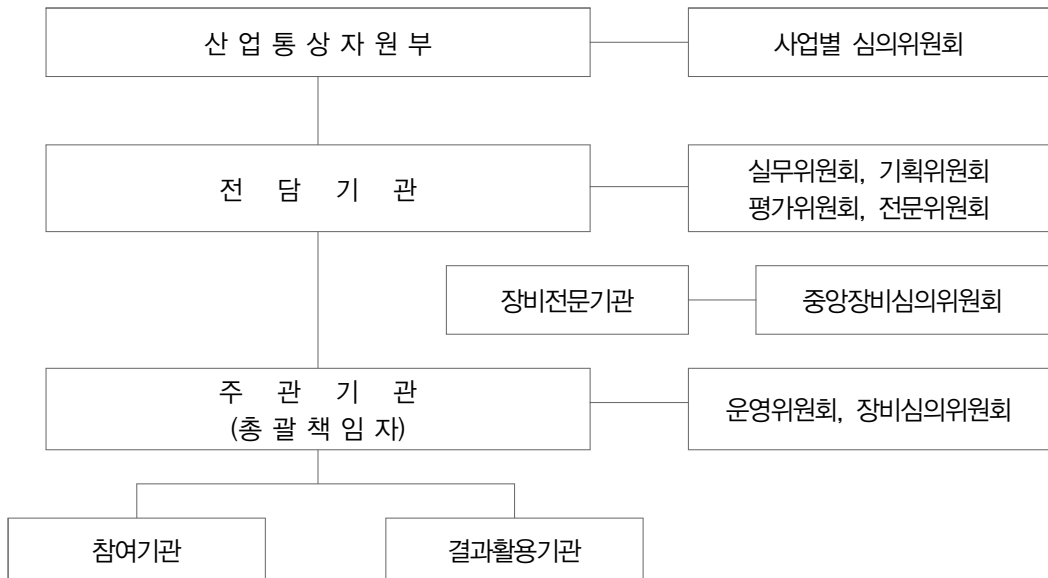 산 업 통 상 자 원 부
사업별 심의위원회
전 담 기 관
실무위원회, 기획위원회
평가위원회, 전문위원회
장비전문기관
중앙장비심의위원회
주 관 기 관
(총 괄 책 임 자)
운영위원회, 장비심의위원회
참여기관
결과활용기관